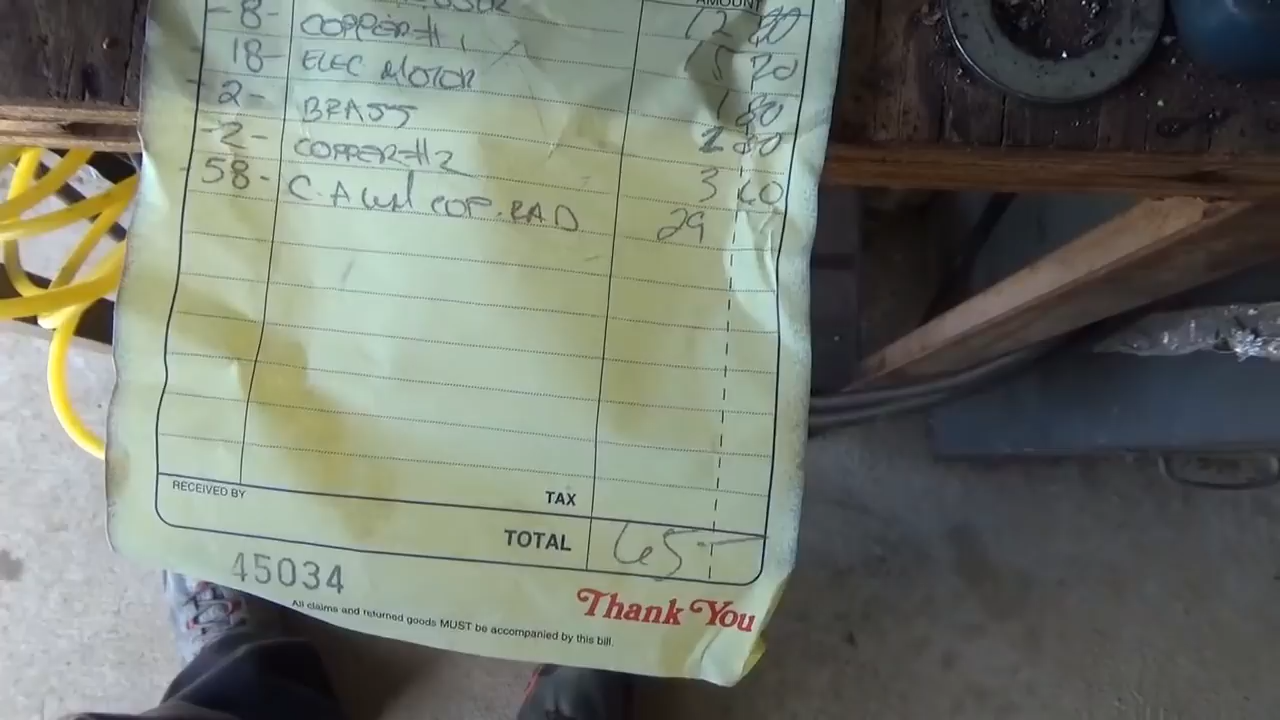 AMOUNT
12 80
-8- COPPER #1 15 20
18- ELEC MOTOR 1 80
2- BRASS 2 80
-2- COPPER #2 3 60
58- COP. RAD 29
RECEIVED BY
TAX
TOTAL 65-
45034
Thank You
All claims and returned goods MUST be accompanied by this bill.